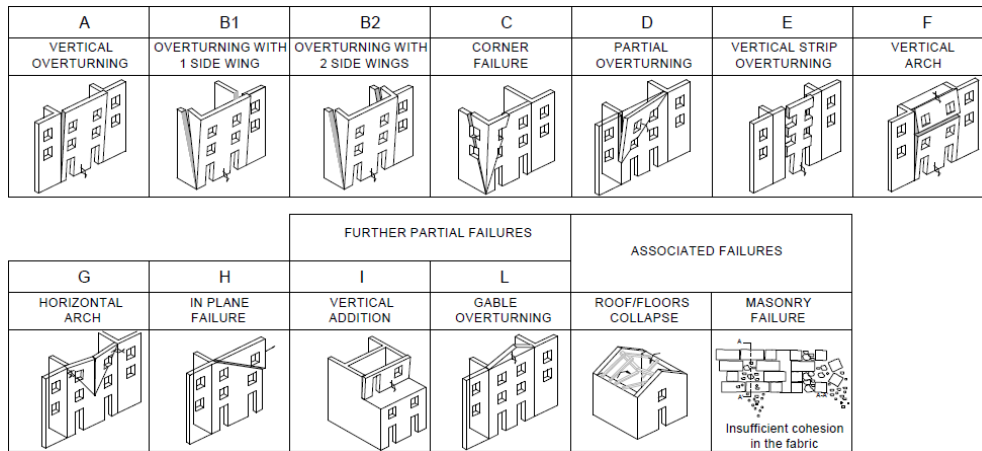 A B1 B2 C D E F
VERTICAL OVERTURNING WITH OVERTURNING WITH CORNER PARTIAL VERTICAL STRIP VERTICAL
OVERTURNING 1 SIDE WING 2 SIDE WINGS FAILURE OVERTURNING OVERTURNING ARCH
FURTHER PARTIAL FAILURES ASSOCIATED FAILURES
G H I L
HORIZONTAL IN PLANE VERTICAL GABLE ROOF/FLOORS MASONRY
ARCH FAILURE ADDITION OVERTURNING COLLAPSE FAILURE
A
A A-A
Insufficient cohesion
in the fabric